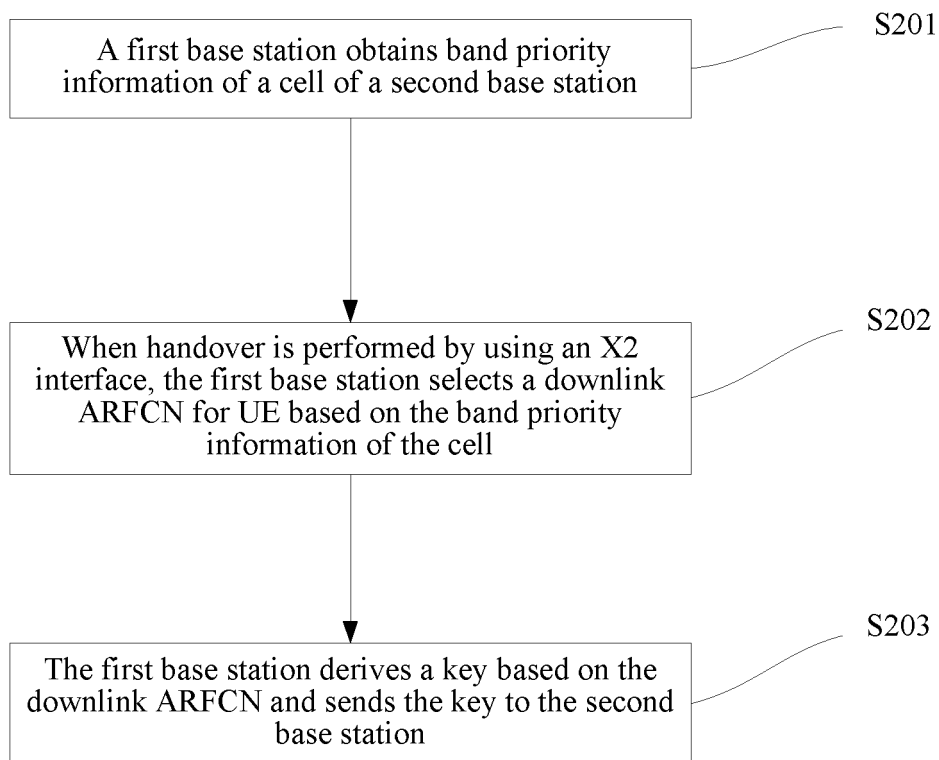 S201
A first base station obtains band priority
information of a cell of a second base station
S202
When handover is performed by using an X2
interface, the first base station selects a downlink
ARFCN for UE based on the band priority
information of the cell
S203
The first base station derives a key based on the
downlink ARFCN and sends the key to the second
base station